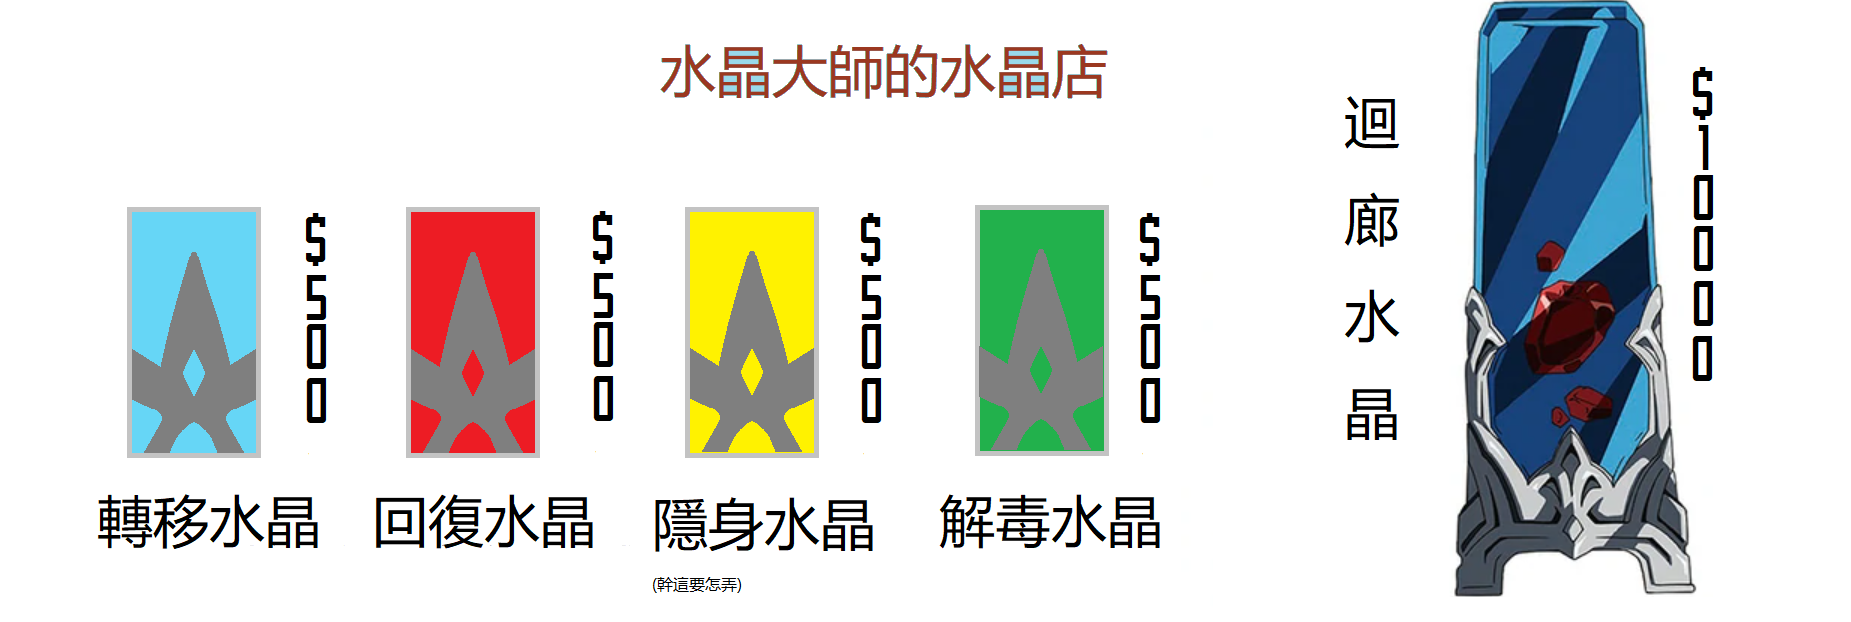 水晶大師的水晶店
$500
轉移水晶
$500
回復水晶
$500
隱身水晶
(幹這要怎弄)
$500
解毒水晶
迴廊水晶
$10000